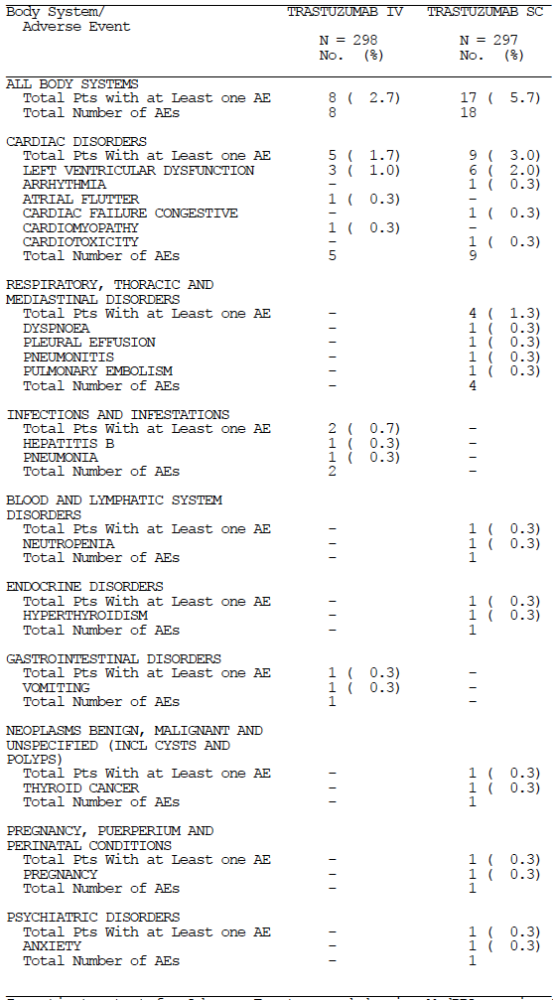 Body System/ TRASTUZUMAB IV TRASTUZUMAB SC
Adverse Event
N = 298 N = 297
No. (%) No. (%)
ALL BODY SYSTEMS
Total Pts with at Least one AE 8 ( 2.7) 17 ( 5.7)
Total Number of AEs 8 18
CARDIAC DISORDERS
Total Pts With at Least one AE 5 ( 1.7) 9 ( 3.0)
LEFT VENTRICULAR DYSFUNCTION 3 ( 1.0) 6 ( 2.0)
ARRHYTHMIA - 1 ( 0.3)
ATRIAL FLUTTER 1 ( 0.3) -
CARDIAC FAILURE CONGESTIVE - 1 ( 0.3)
CARDIOMYOPATHY 1 ( 0.3) -
CARDIOTOXICITY - 1 ( 0.3)
Total Number of AEs 5 9
RESPIRATORY, THORACIC AND
MEDIASTINAL DISORDERS
Total Pts With at Least one AE - 4 ( 1.3)
DYSPNOEA - 1 ( 0.3)
PLEURAL EFFUSION - 1 ( 0.3)
PNEUMONITIS - 1 ( 0.3)
PULMONARY EMBOLISM - 1 ( 0.3)
Total Number of AEs - 4
INFECTIONS AND INFESTATIONS
Total Pts With at Least one AE 2 ( 0.7) -
HEPATITIS B 1 ( 0.3) -
PNEUMONIA 1 ( 0.3) -
Total Number of AEs 2 -
BLOOD AND LYMPHATIC SYSTEM
DISORDERS
Total Pts With at Least one AE - 1 ( 0.3)
NEUTROPENIA - 1 ( 0.3)
Total Number of AEs - 1
ENDOCRINE DISORDERS
Total Pts With at Least one AE - 1 ( 0.3)
HYPERTHYROIDISM - 1 ( 0.3)
Total Number of AEs - 1
GASTROINTESTINAL DISORDERS
Total Pts With at Least one AE 1 ( 0.3) -
VOMITING 1 ( 0.3) -
Total Number of AEs 1 -
NEOPLASMS BENIGN, MALIGNANT AND
UNSPECIFIED (INCL CYSTS AND
POLYPS)
Total Pts With at Least one AE - 1 ( 0.3)
THYROID CANCER - 1 ( 0.3)
Total Number of AEs - 1
PREGNANCY, PUERPERIUM AND
PERINATAL CONDITIONS
Total Pts With at Least one AE - 1 ( 0.3)
PREGNANCY - 1 ( 0.3)
Total Number of AEs - 1
PSYCHIATRIC DISORDERS
Total Pts With at Least one AE - 1 ( 0.3)
ANXIETY - 1 ( 0.3)
Total Number of AEs - 1